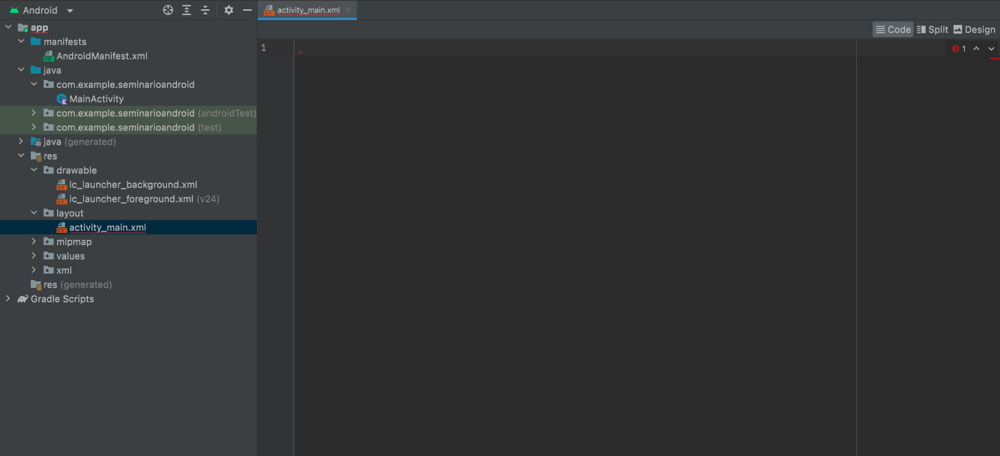 Android
activity_main.xml
Code Split Design
app
manifests
AndroidManifest.xml
java
com.example.seminarioandroid
MainActivity
com.example.seminarioandroid (androidTest)
com.example.seminarioandroid (test)
java (generated)
res
drawable
ic_launcher_background.xml
ic_launcher_foreground.xml (v24)
layout
activity_main.xml
mipmap
values
xml
res (generated)
Gradle Scripts
1
1